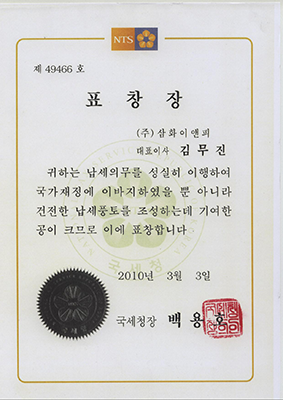 NTS
제 49466 호
표 창 장
(주) 삼화이앤피
대표이사 김무진
귀하는 납세의무를 성실히 이행하여
국가재정에 이바지하였을 뿐 아니라
건전한 납세풍토를 조성하는데 기여한
공이 크므로 이에 표창합니다
국세청
2010년 3월 3일
국세청장 백용호